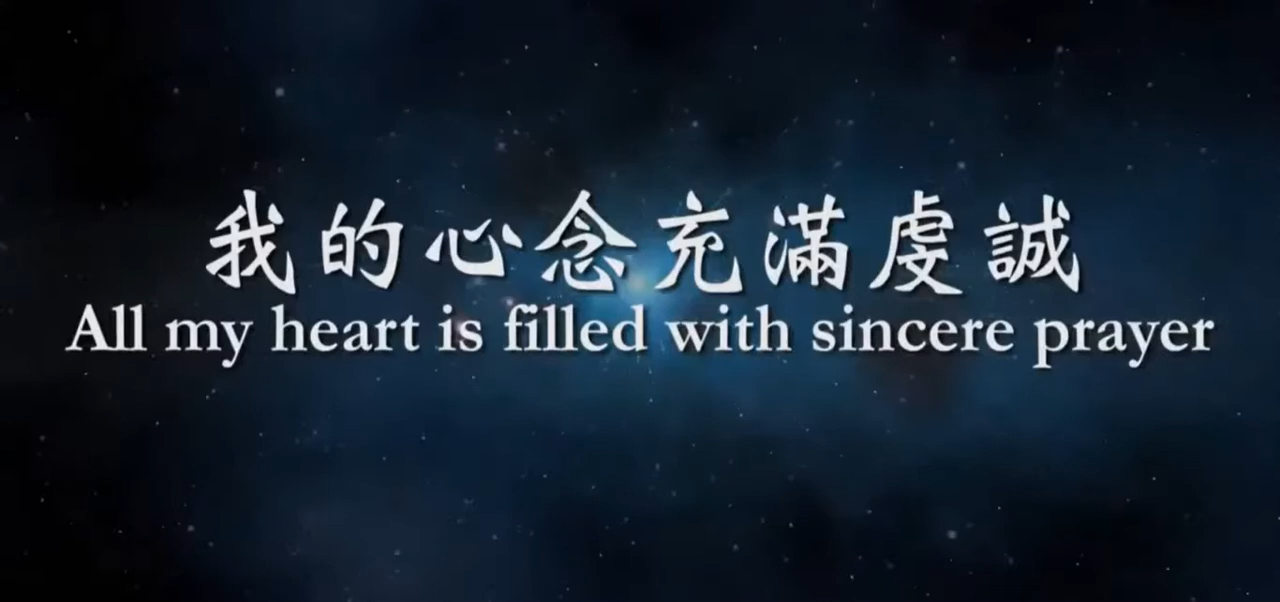 我的心念充滿虔誠
All my heart is filled with sincere prayer